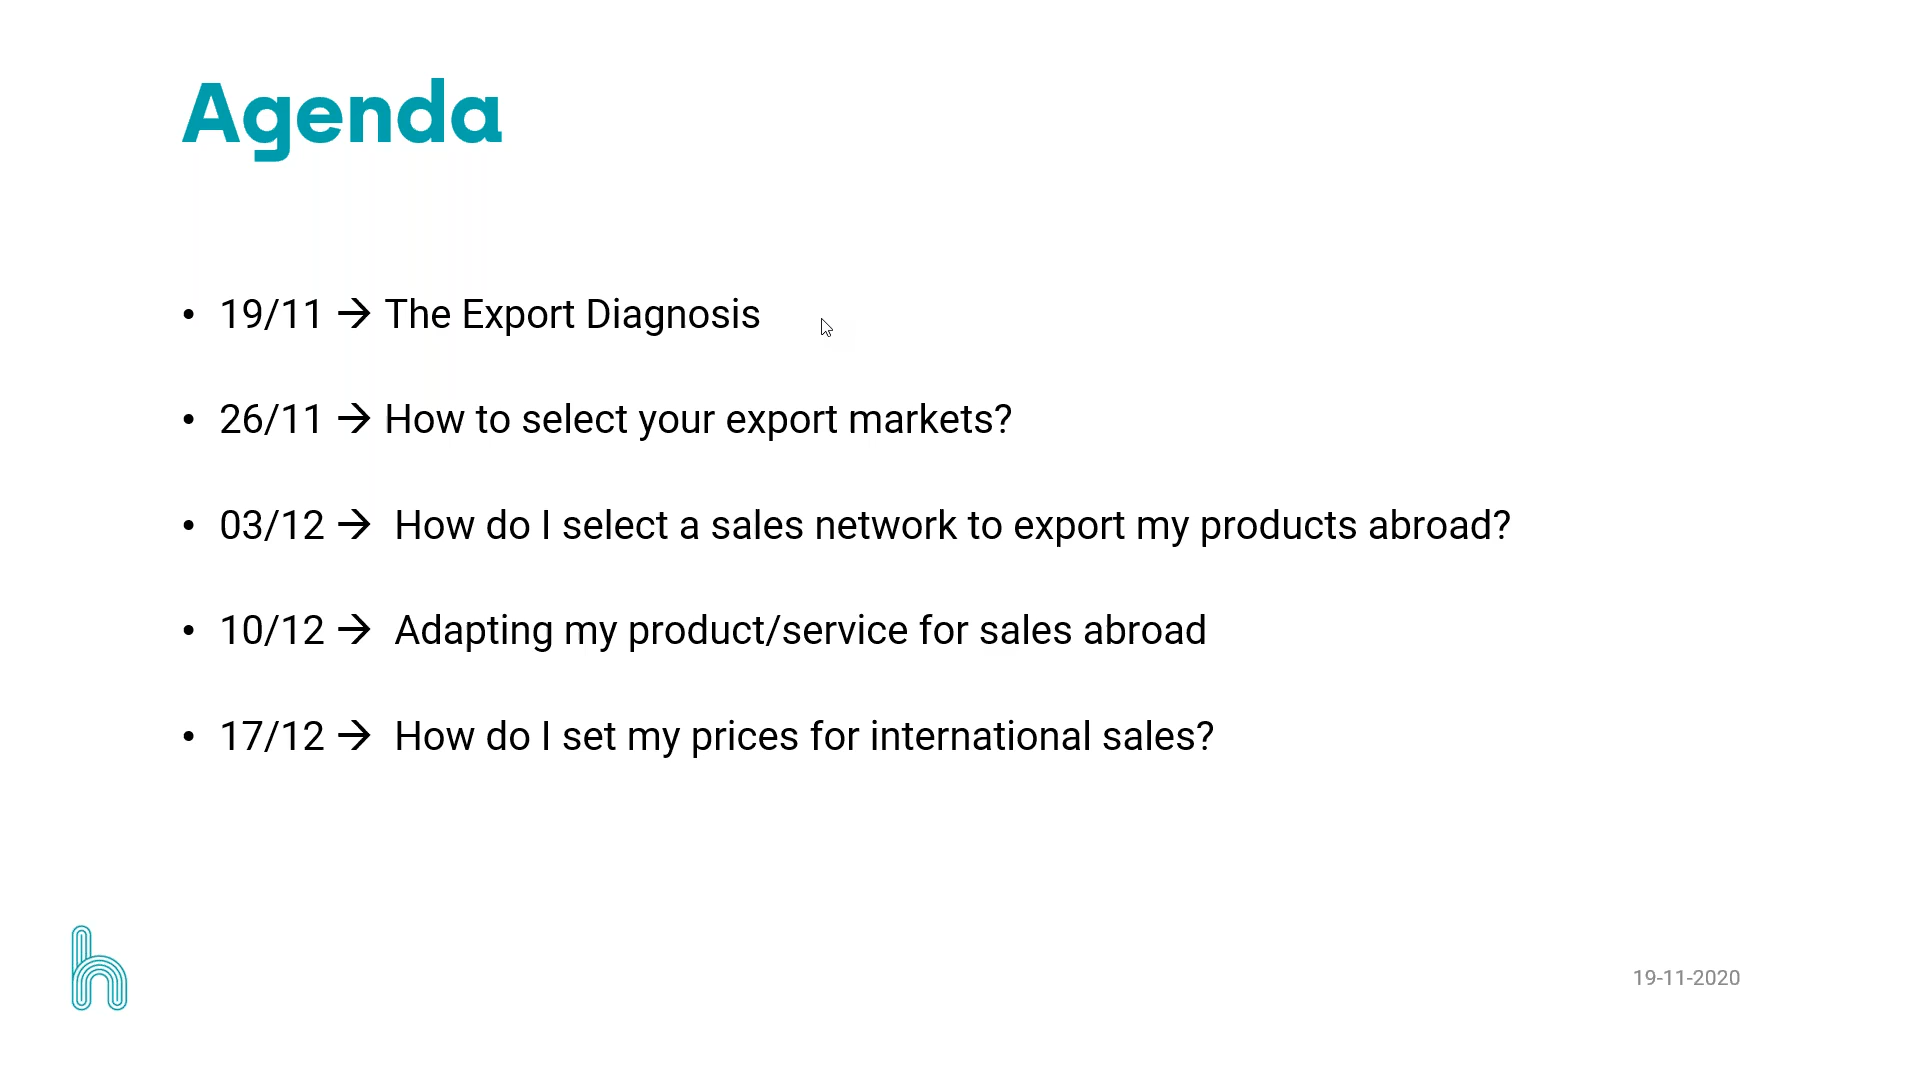 Agenda
• 19/11 → The Export Diagnosis
• 26/11 → How to select your export markets?
• 03/12 → How do I select a sales network to export my products abroad?
• 10/12 → Adapting my product/service for sales abroad
• 17/12 → How do I set my prices for international sales?
h
19-11-2020